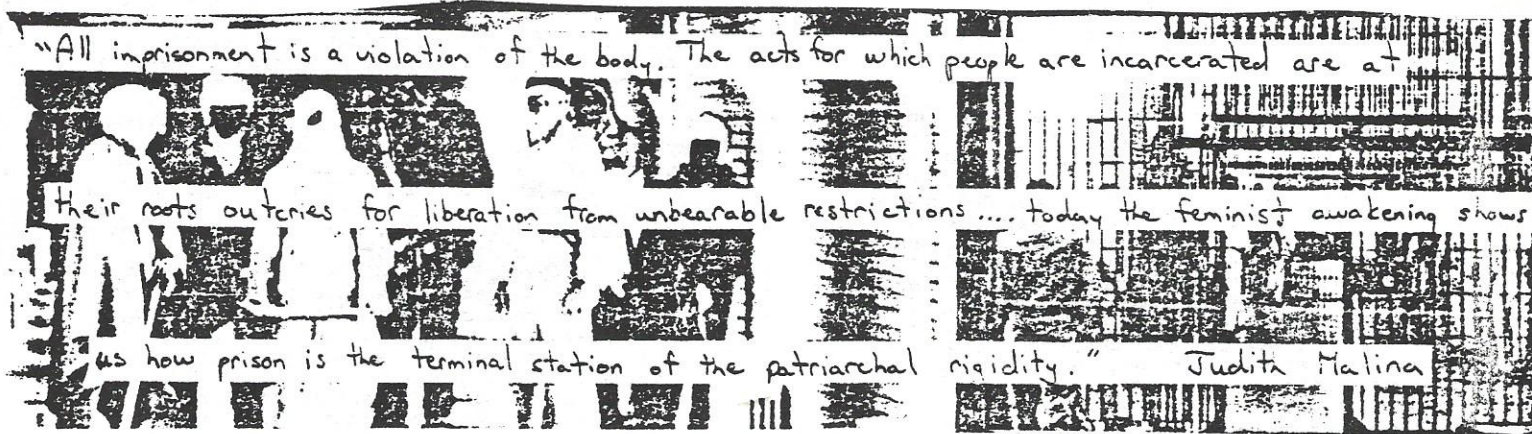 "All imprisonment is a violation of the body. The acts for which people are incarcerated are at
their roots outcries for liberation from unbearable restrictions .... today the feminist awakening shows
us how prison is the terminal station of the patriarchal rigidity." Judith Malina